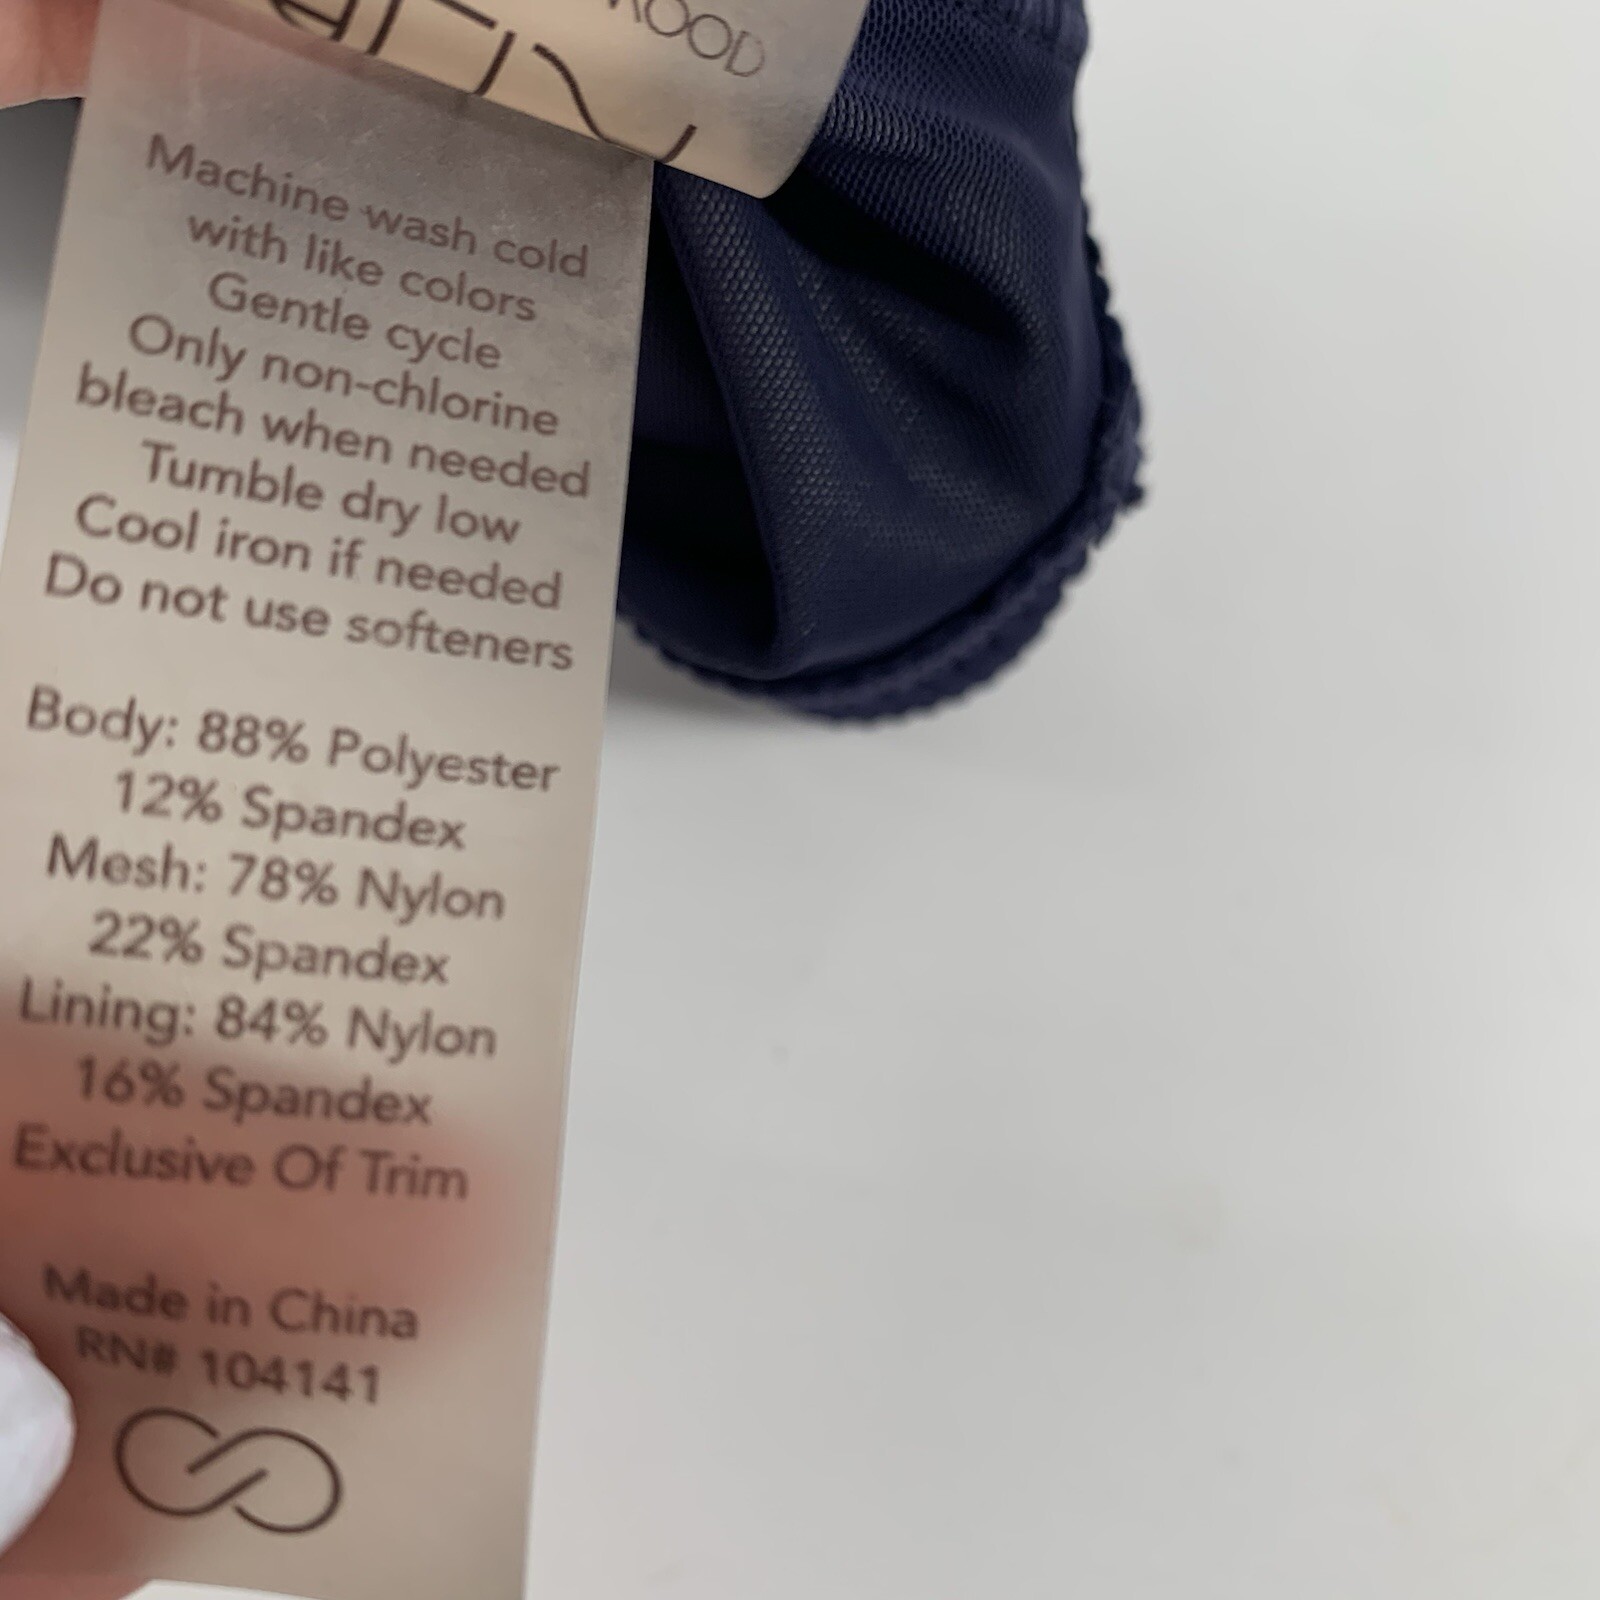 Machine wash cold
with like colors
Gentle cycle
Only non-chlorine
bleach when needed
Tumble dry low
Cool iron if needed
Do not use softeners
Body: 88% Polyester
12% Spandex
Mesh: 78% Nylon
22% Spandex
Lining: 84% Nylon
16% Spandex
Exclusive Of Trim
Made in China
RN# 104141